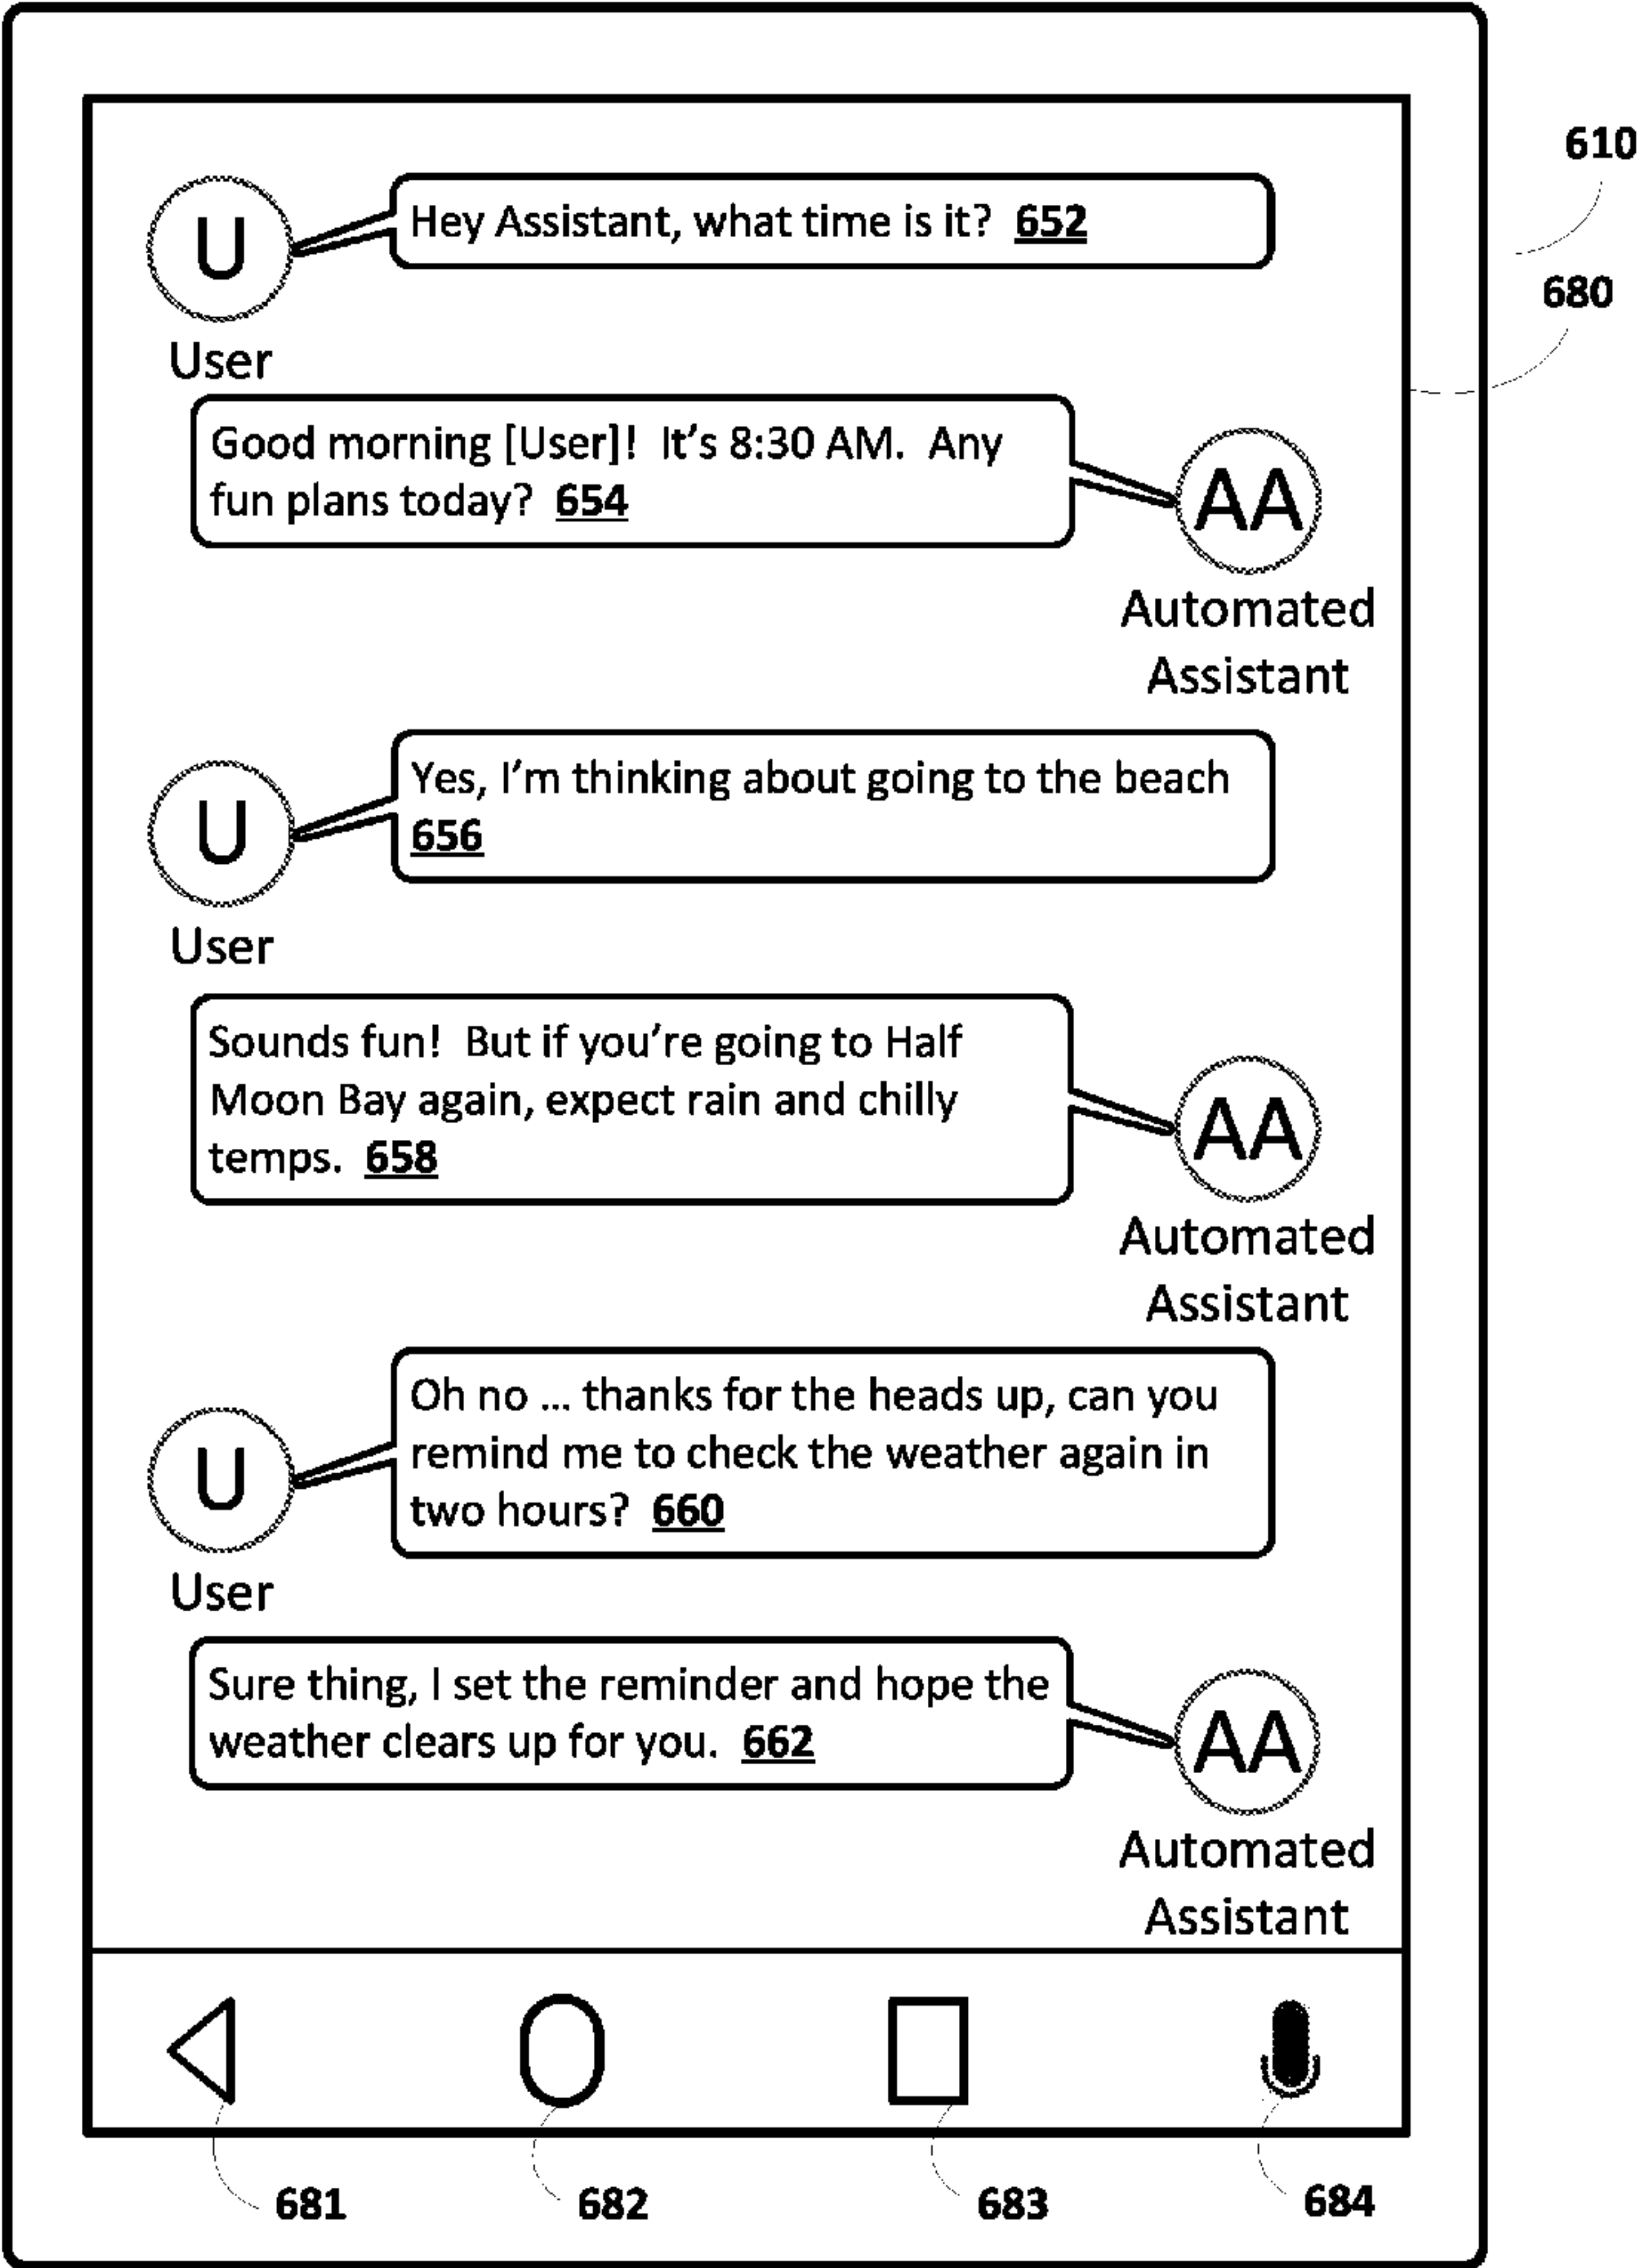 610
U
Hey Assistant, what time is it? 652
680
User
Good morning [User]! It's 8:30 AM. Any
fun plans today? 654
AA
Automated
Assistant
Yes, I'm thinking about going to the beach
656
U
User
Sounds fun! But if you're going to Half
Moon Bay again, expect rain and chilly
temps. 658
AA
Automated
Assistant
Oh no ... thanks for the heads up, can you
remind me to check the weather again in
two hours? 660
U
User
Sure thing, I set the reminder and hope the
weather clears up for you. 662
AA
Automated
Assistant
681
682
683
684